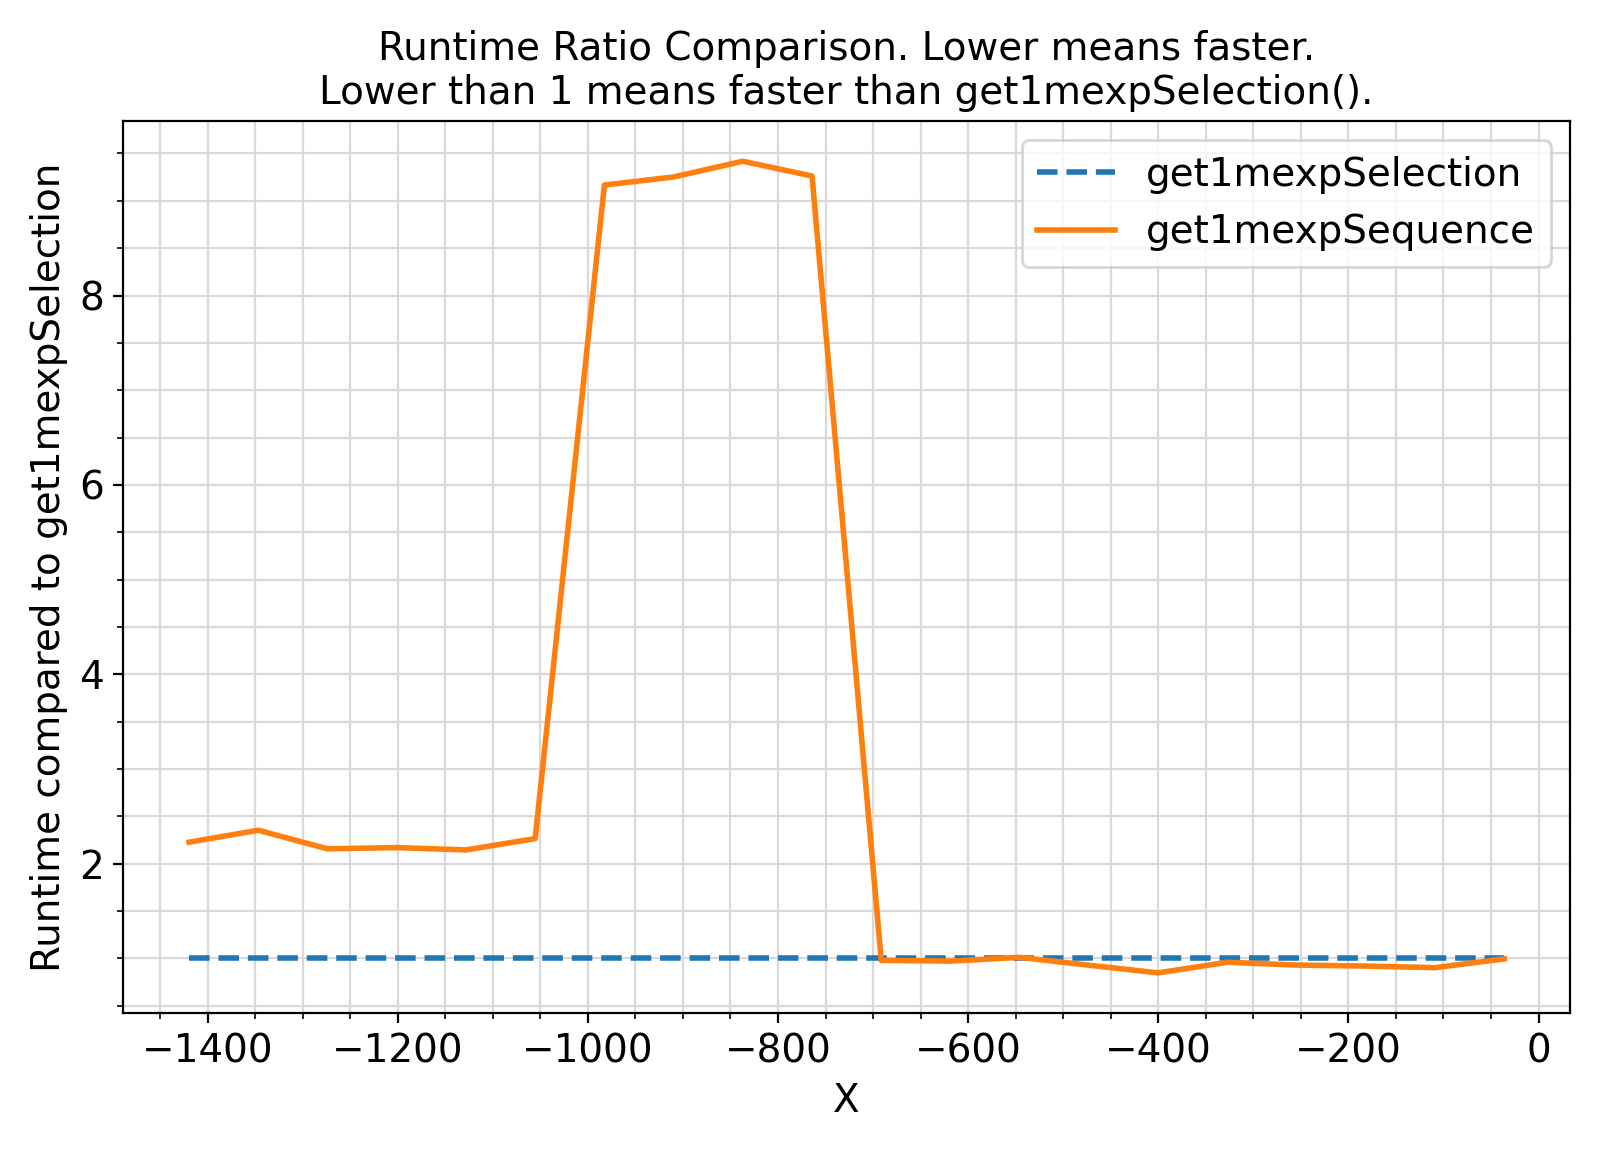 Runtime Ratio Comparison. Lower means faster.
Lower than 1 means faster than get1mexpSelection().
Runtime compared to get1mexpSelection
8
6
4
2
get1mexpSelection
get1mexpSequence
−1400 −1200 −1000 −800 −600 −400 −200 0
X